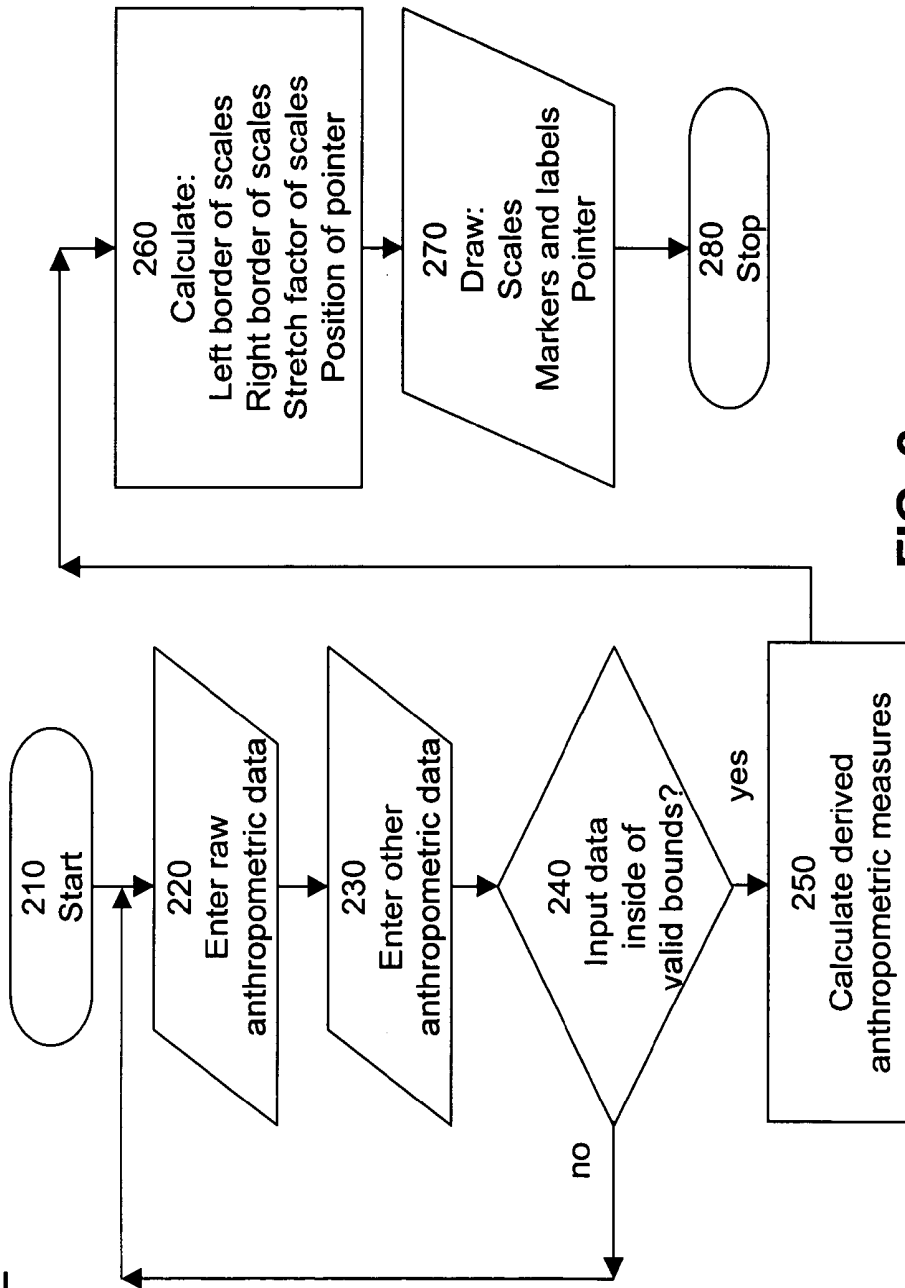 210
Start
220
Enter raw
anthropometric data
230
Enter other
anthropometric data
240
Input data
inside of
valid bounds?
no
yes
250
Calculate derived
anthropometric measures
260
Calculate:
Left border of scales
Right border of scales
Stretch factor of scales
Position of pointer
270
Draw:
Scales
Markers and labels
Pointer
280
Stop